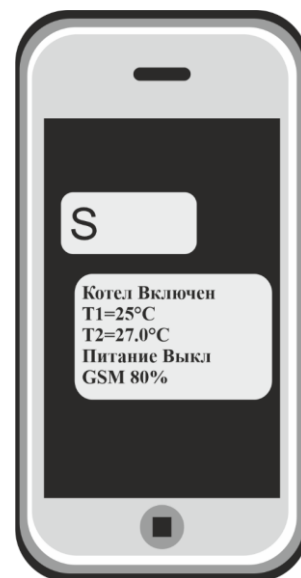 S
Котел Включен
T1=25°C
T2=27.0°C
Питание Выкл
GSM 80%